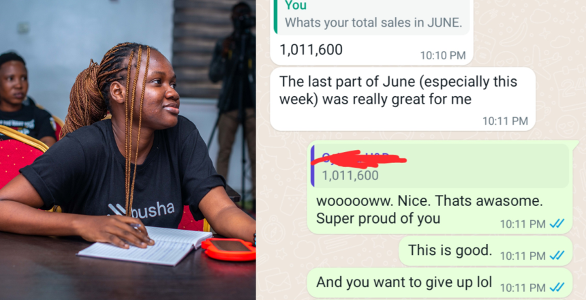 busha
You
Whats your total sales in JUNE.
1,011,600
10:10 PM
The last part of June (especially this
week) was really great for me
10:11 PM
1,011,600
woooooww. Nice. Thats awasome.
Super proud of you
10:11 PM
This is good.
10:11 PM
And you want to give up lol
10:11 PM